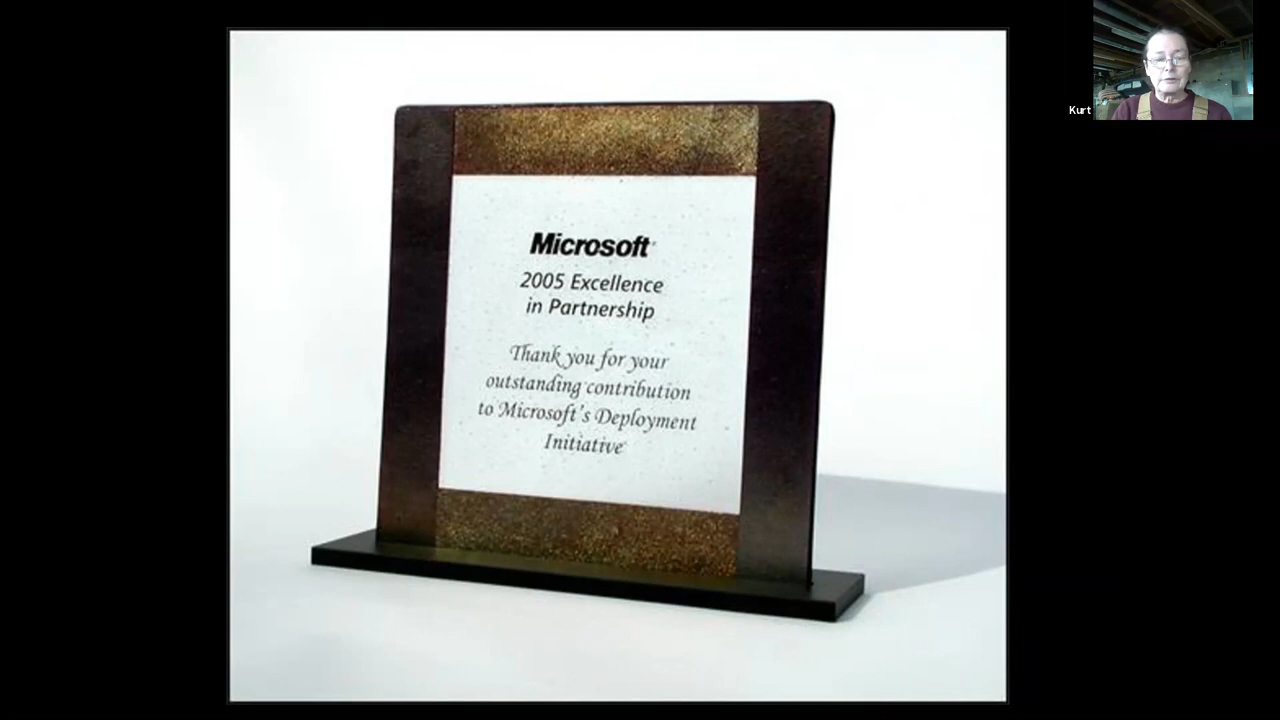 Microsoft
2005 Excellence
in Partnership
Thank you for your
outstanding contribution
to Microsoft's Deployment
Initiative
Kurt